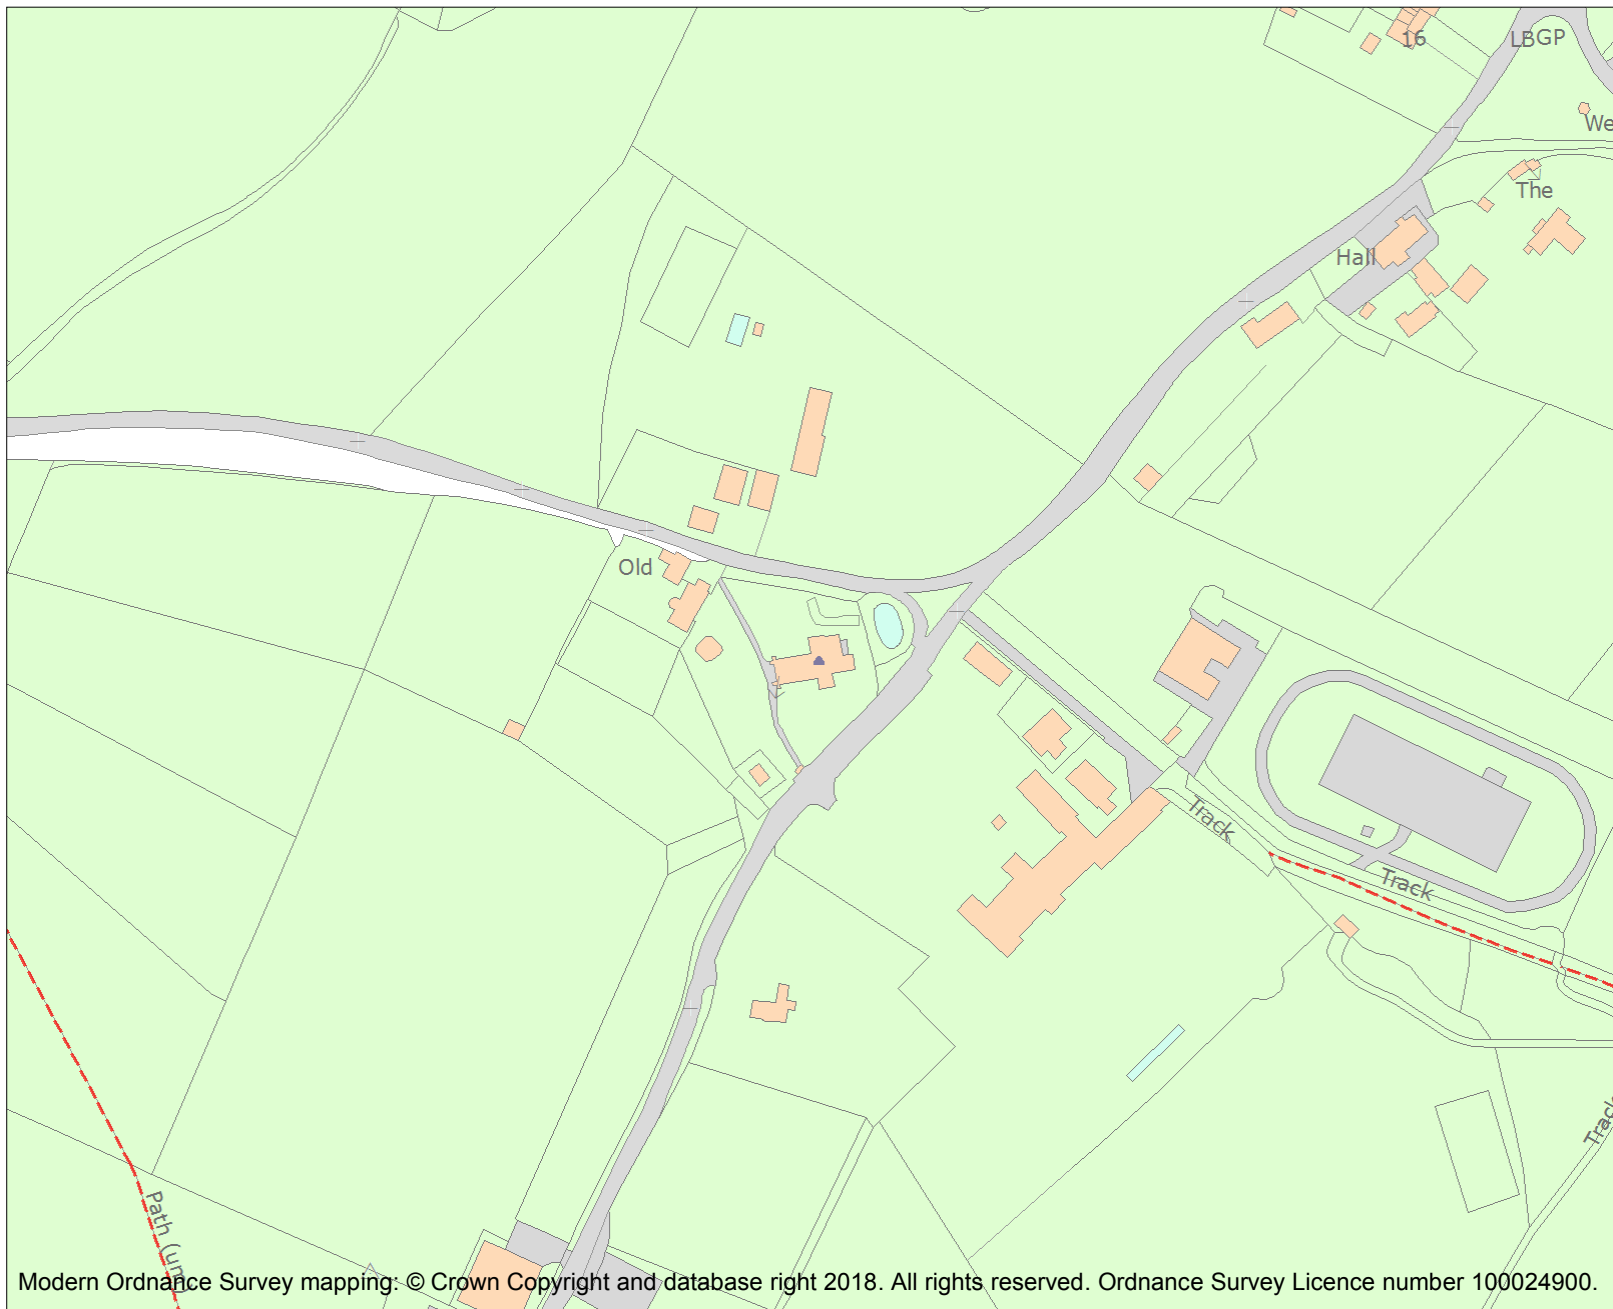 16
LBGP
We
The
Hall
Old
Track
Track
Track
Path (un
Modern Ordnance Survey mapping: © Crown Copyright and database right 2018. All rights reserved. Ordnance Survey Licence number 100024900.